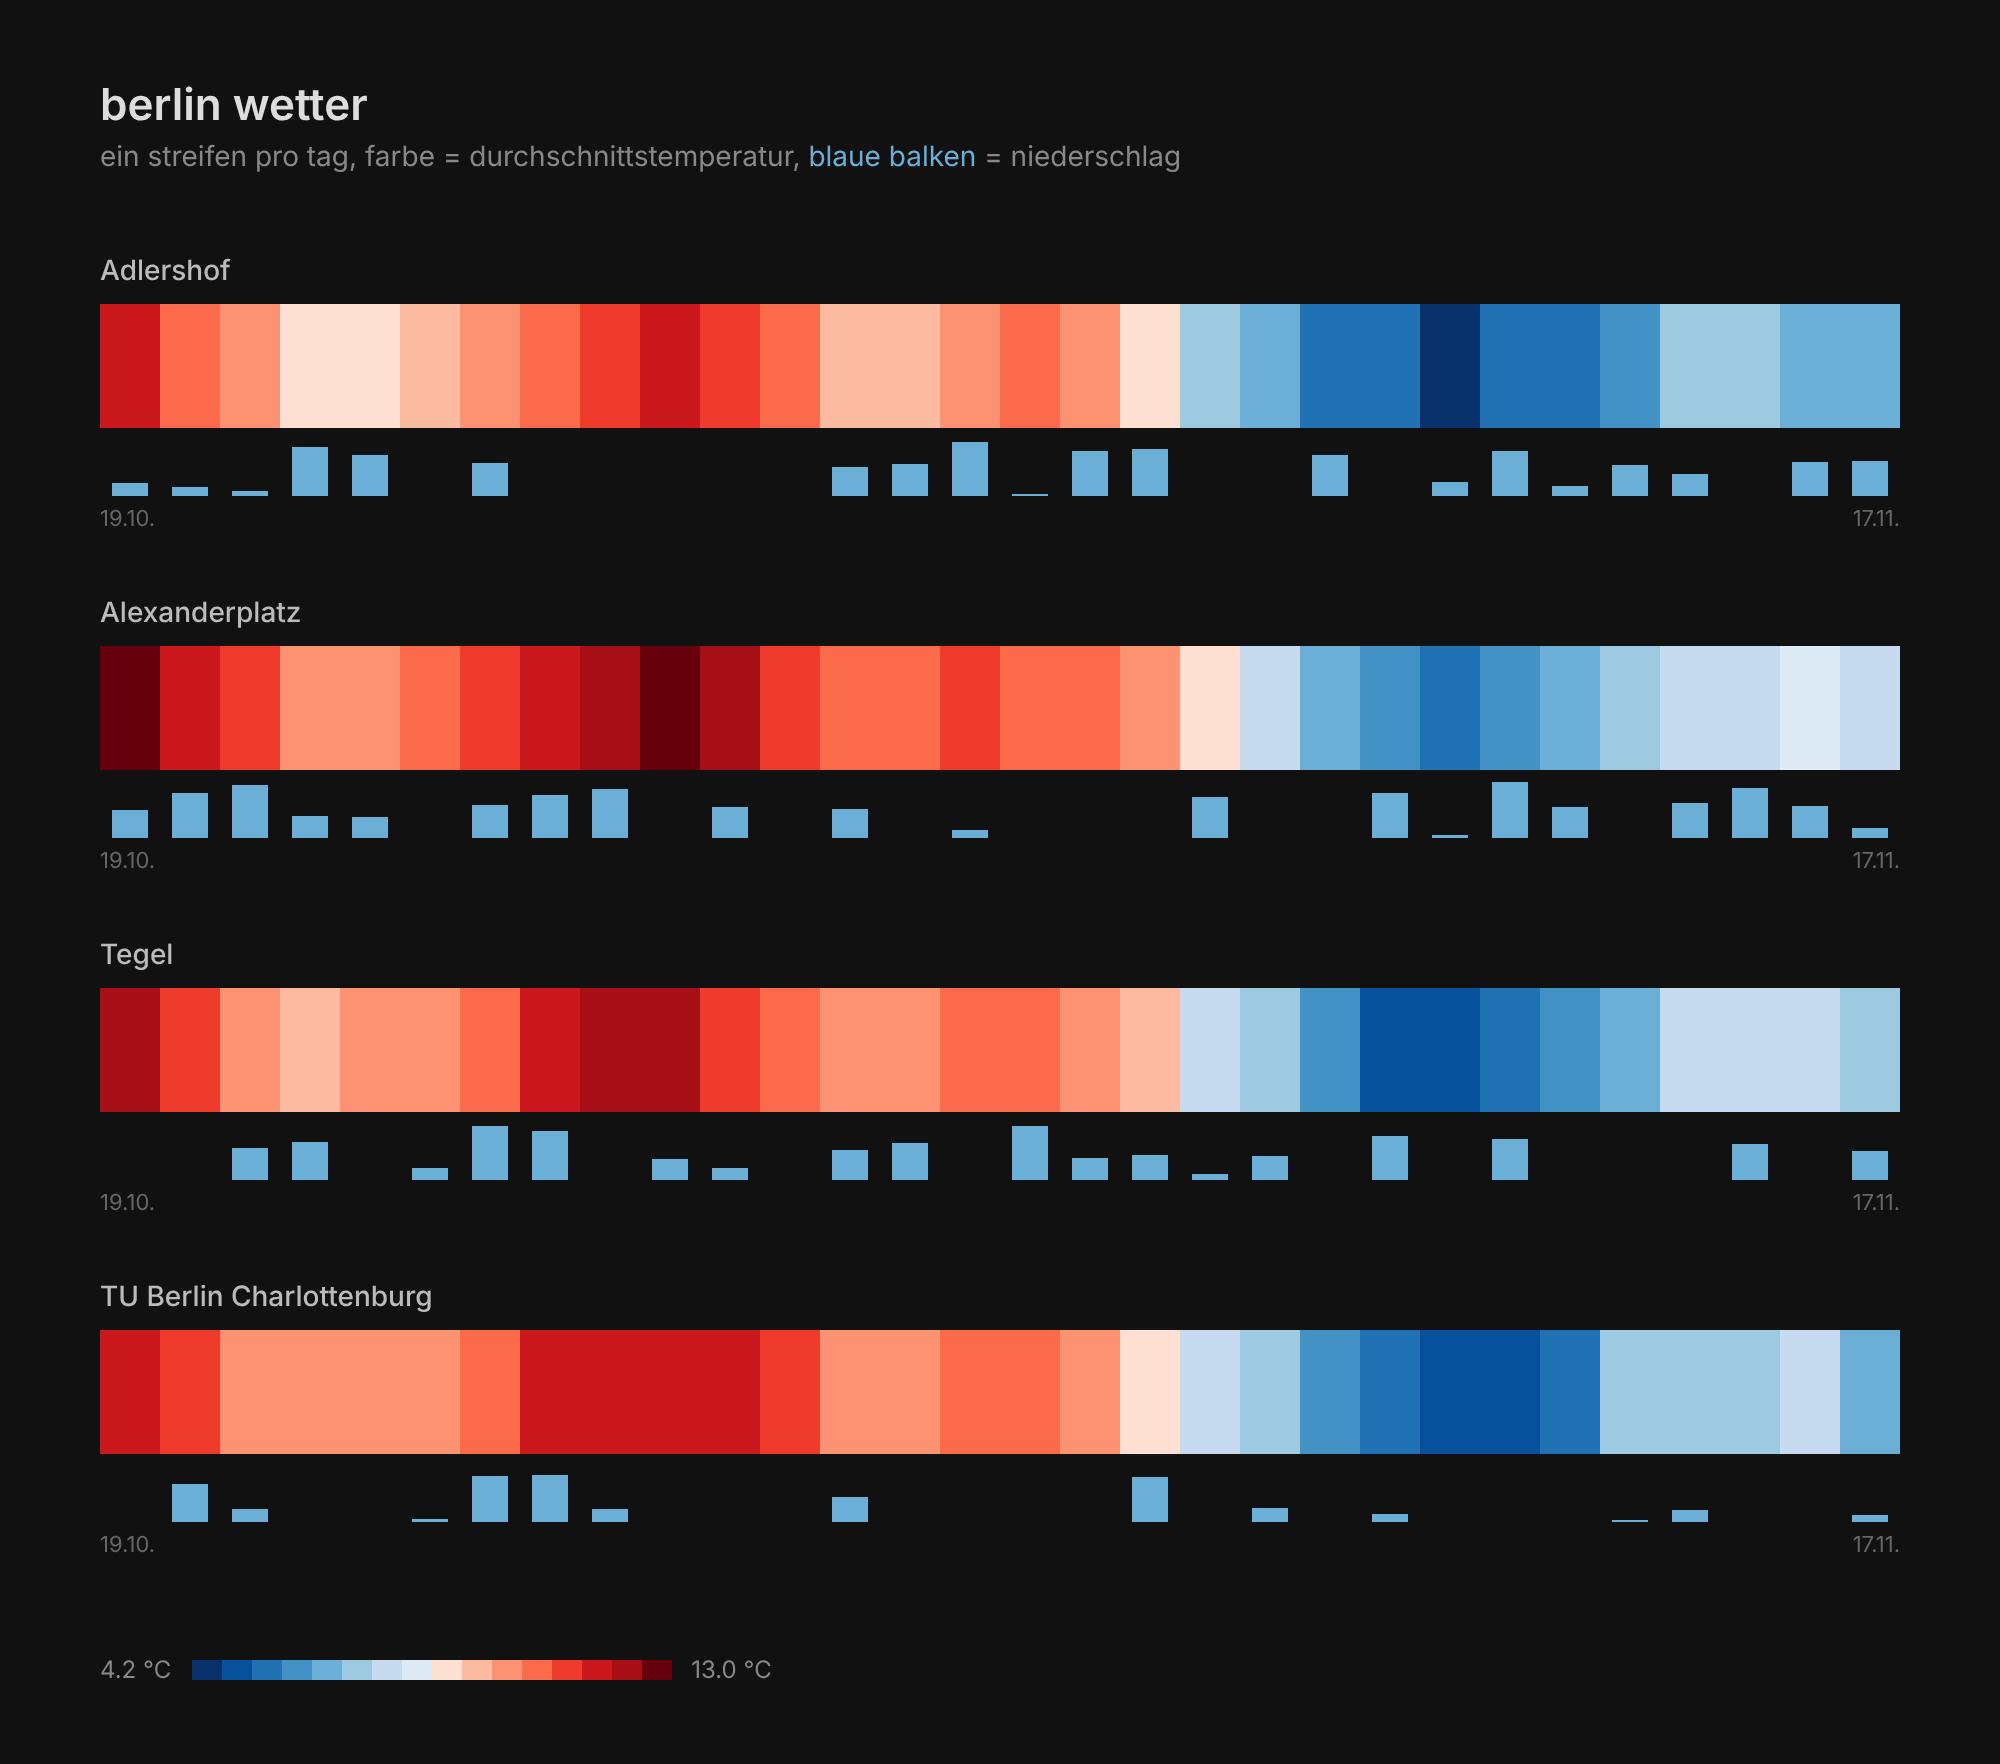 berlin wetter
ein streifen pro tag, farbe = durchschnittstemperatur, blaue balken = niederschlag
Adlershof
19.10. 17.11.
Alexanderplatz
19.10. 17.11.
Tegel
19.10. 17.11.
TU Berlin Charlottenburg
19.10. 17.11.
4.2 °C 13.0 °C